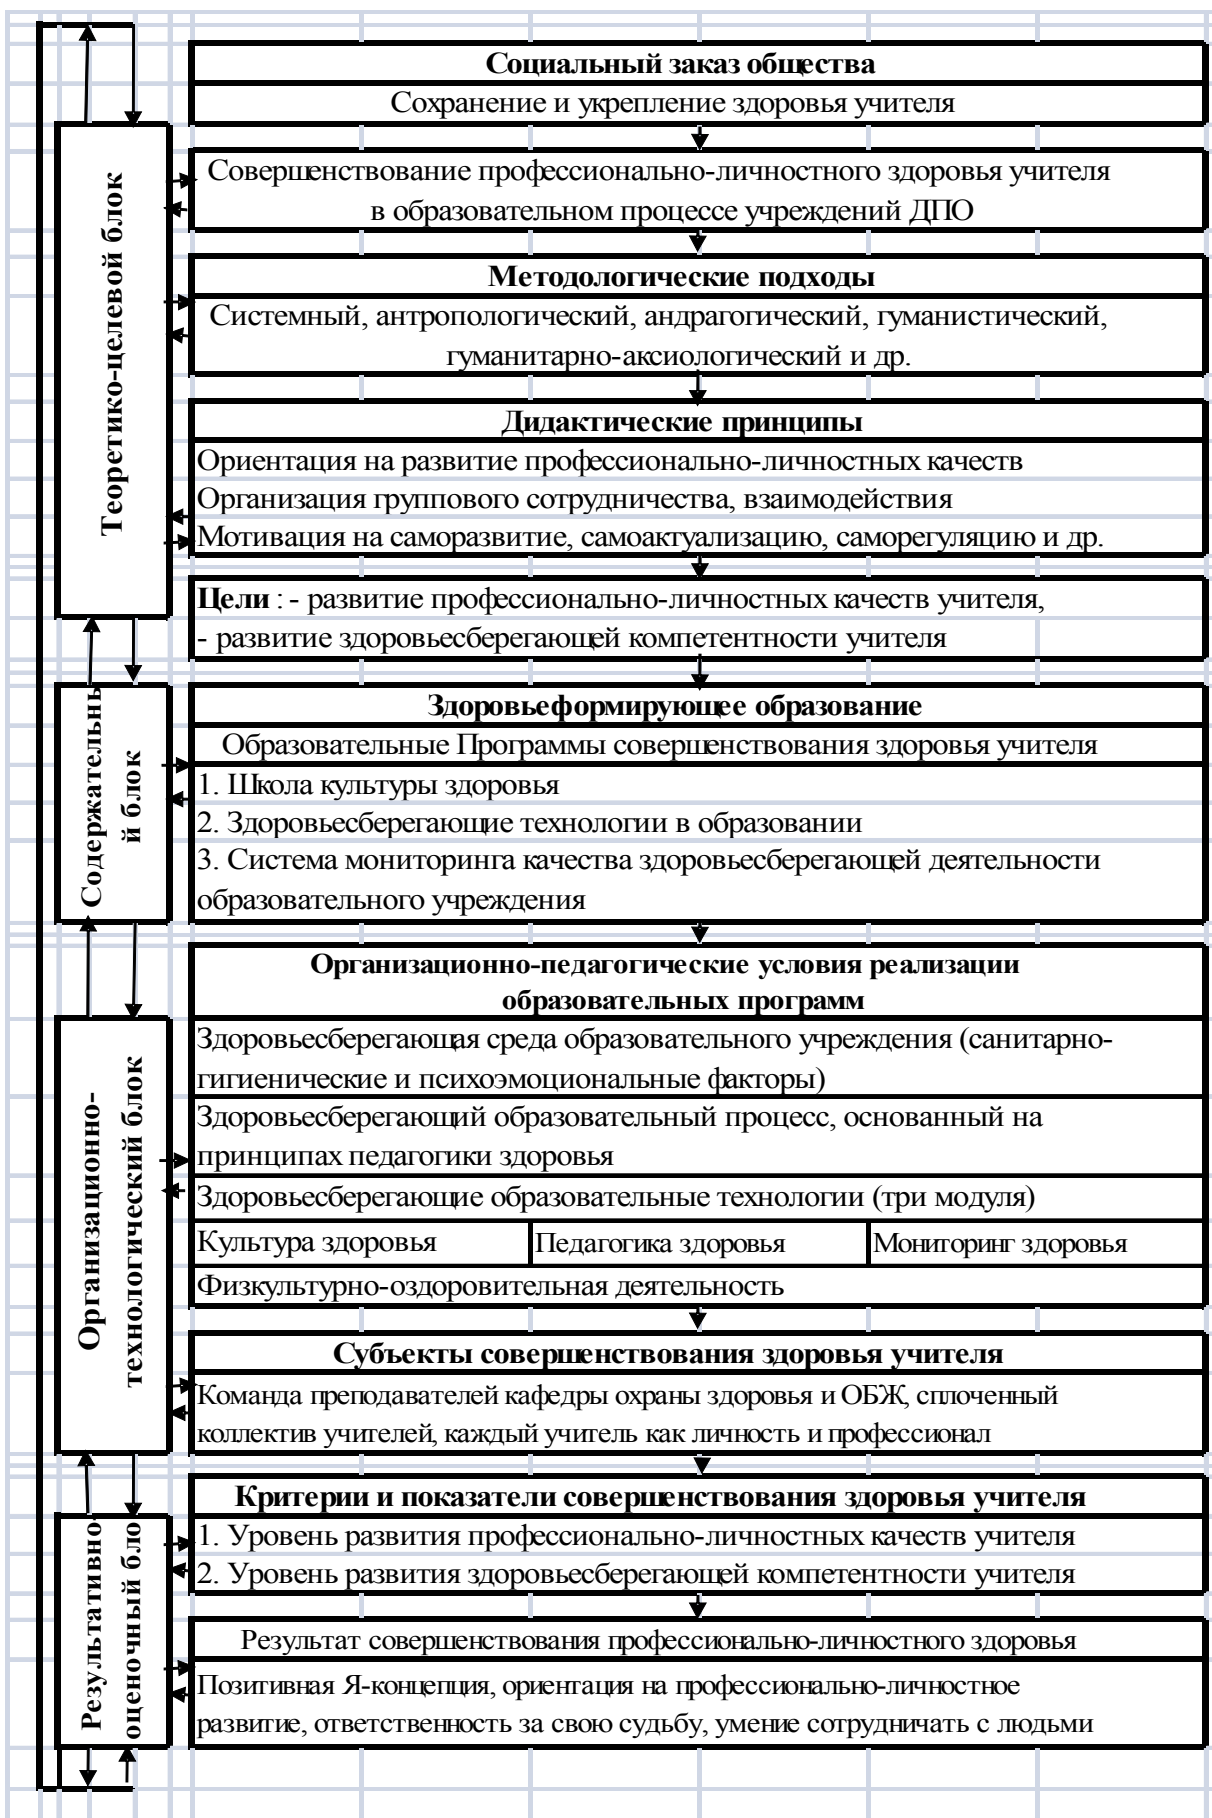 Социальный заказ общества
Сохранение и укрепление здоровья учителя
Теоретико-целевой блок
Совершенствование профессионально-личностного здоровья учителя
в образовательном процессе учреждений ДПО
Методологические подходы
Системный, антропологический, андрагогический, гуманистический,
гуманитарно-аксиологический и др.
Дидактические принципы
Ориентация на развитие профессионально-личностных качеств
Организация группового сотрудничества, взаимодействия
Мотивация на саморазвитие, самоактуализацию, саморегуляцию и др.
Цели : - развитие профессионально-личностных качеств учителя,
- развитие здоровьесберегающей компетентности учителя
Содержательны
й блок
Здоровьеформирующее образование
Образовательные Программы совершенствования здоровья учителя
1. Школа культуры здоровья
2. Здоровьесберегающие технологии в образовании
3. Система мониторинга качества здоровьесберегающей деятельности
образовательного учреждения
Организационно-
технологический блок
Организационно-педагогические условия реализации
образовательных программ
Здоровьесберегающая среда образовательного учреждения (санитарно-
гигиенические и психоэмоциональные факторы)
Здоровьесберегающий образовательный процесс, основанный на
принципах педагогики здоровья
Здоровьесберегающие образовательные технологии (три модуля)
Культура здоровья
Педагогика здоровья
Мониторинг здоровья
Физкультурно-оздоровительная деятельность
Субъекты совершенствования здоровья учителя
Команда преподавателей кафедры охраны здоровья и ОБЖ, сплоченный
коллектив учителей, каждый учитель как личность и профессионал
Результативно
оценочный бло
Критерии и показатели совершенствования здоровья учителя
1. Уровень развития профессионально-личностных качеств учителя
2. Уровень развития здоровьесберегающей компетентности учителя
Результат совершенствования профессионально-личностного здоровья
Позитивная Я-концепция, ориентация на профессионально-личностное
развитие, ответственность за свою судьбу, умение сотрудничать с людьми